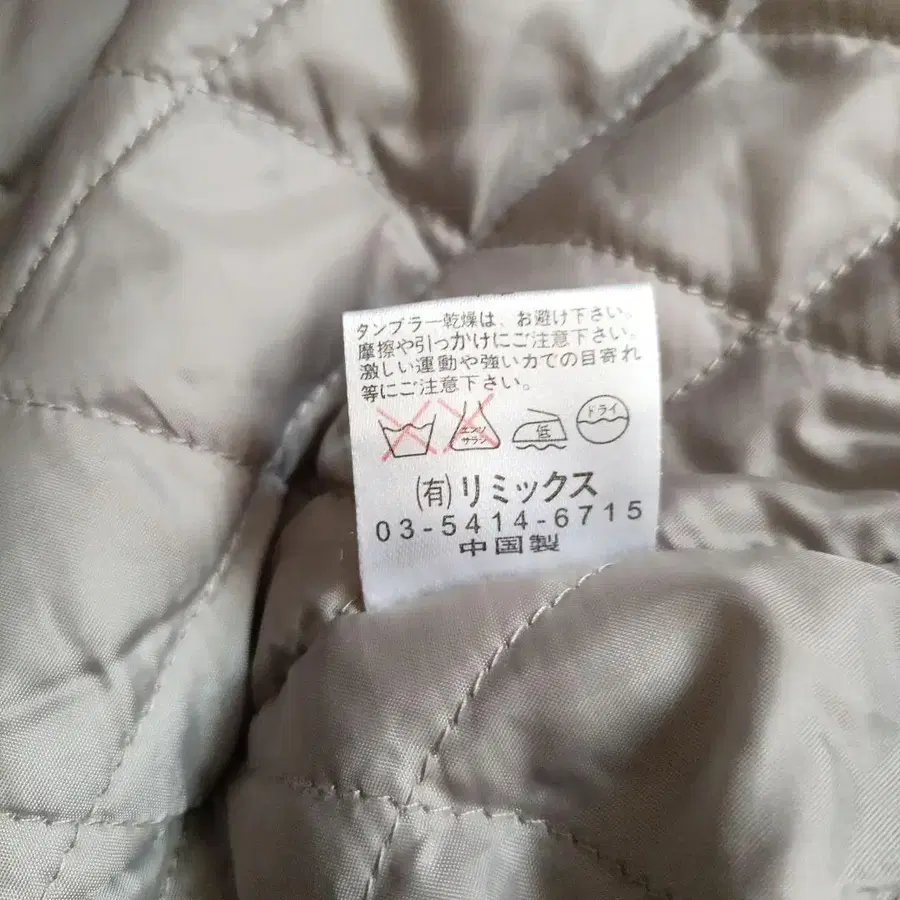 タンブラー乾燥は、お避け下さい。
摩擦や引っかけにご注意下さい。
激しい運動や強い力での目寄れ
等にご注意下さい。
エンソ
サラシ
低
ドライ
(有)リミックス
03-5414-6715
中国製